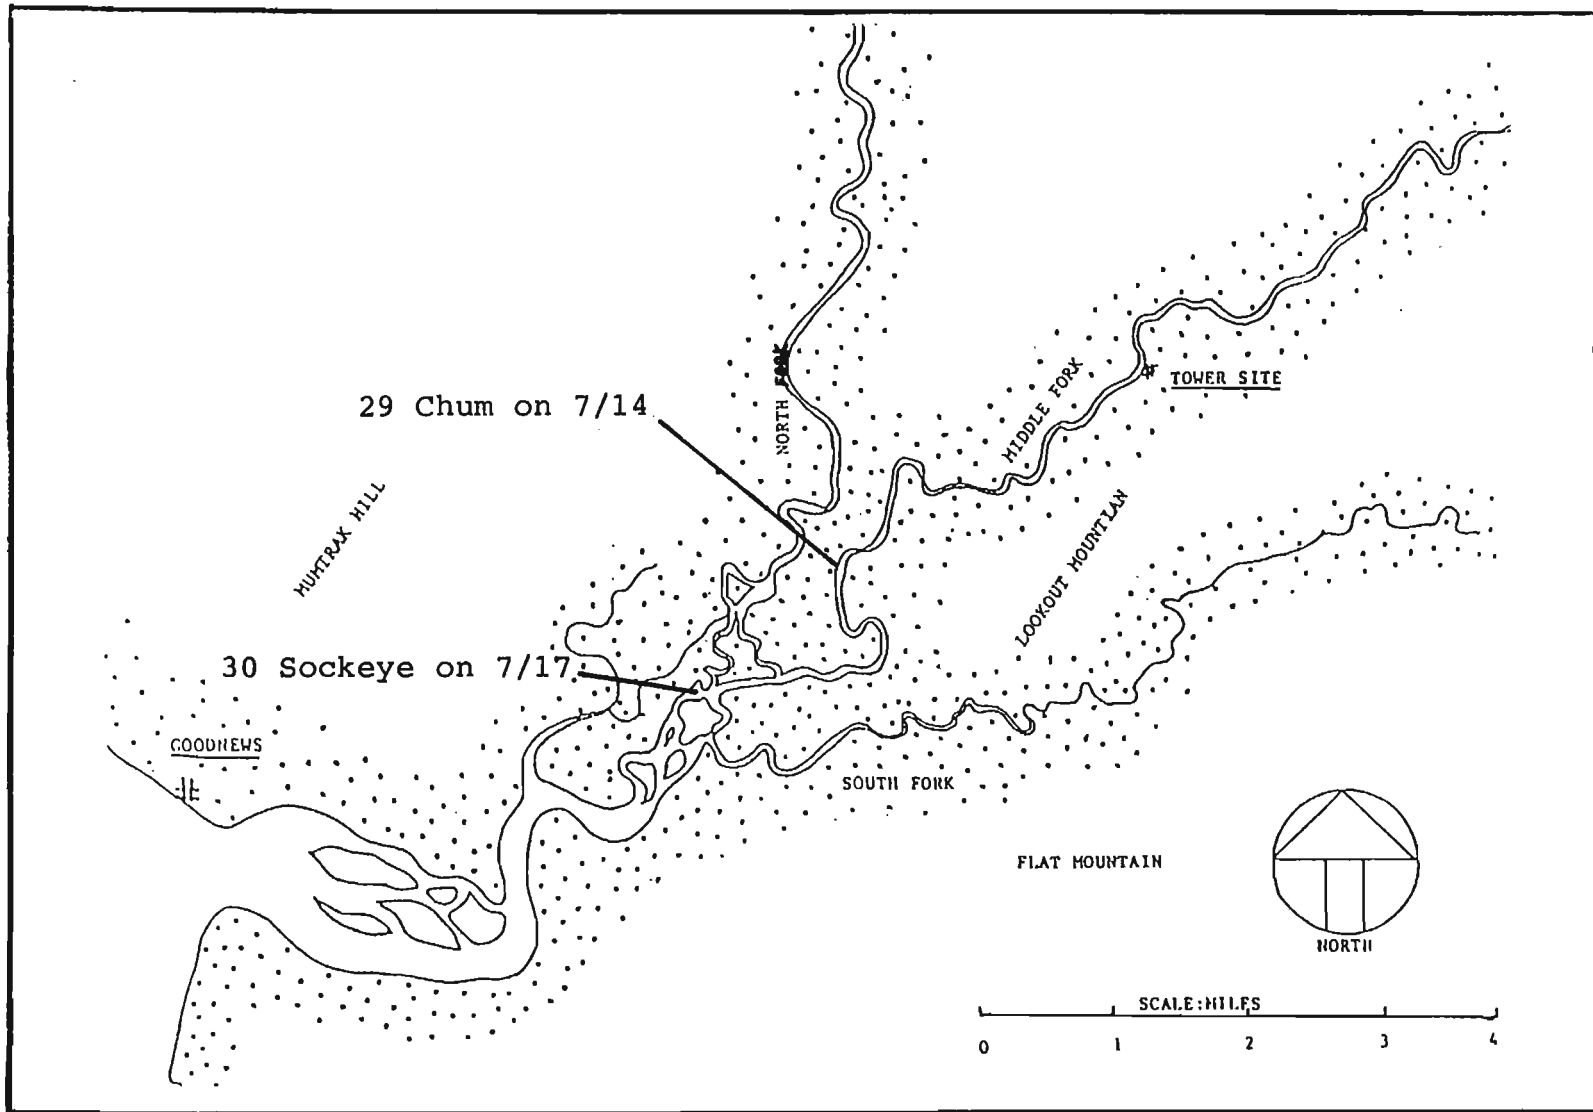 29 Chum on 7/14
NORTH FORK
MIDDLE FORK
TOWER SITE
MUMTRAK HILL
LOOKOUT MOUNTIAN
30 Sockeye on 7/17
GOODNEWS
SOUTH FORK
FLAT MOUNTAIN
NORTH
SCALE:MILES
0 1 2 3 4